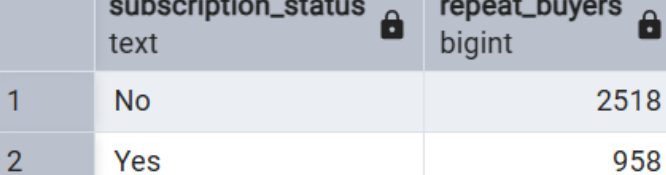 subscription_status repeat_buyers
text bigint
1 No 2518
2 Yes 958